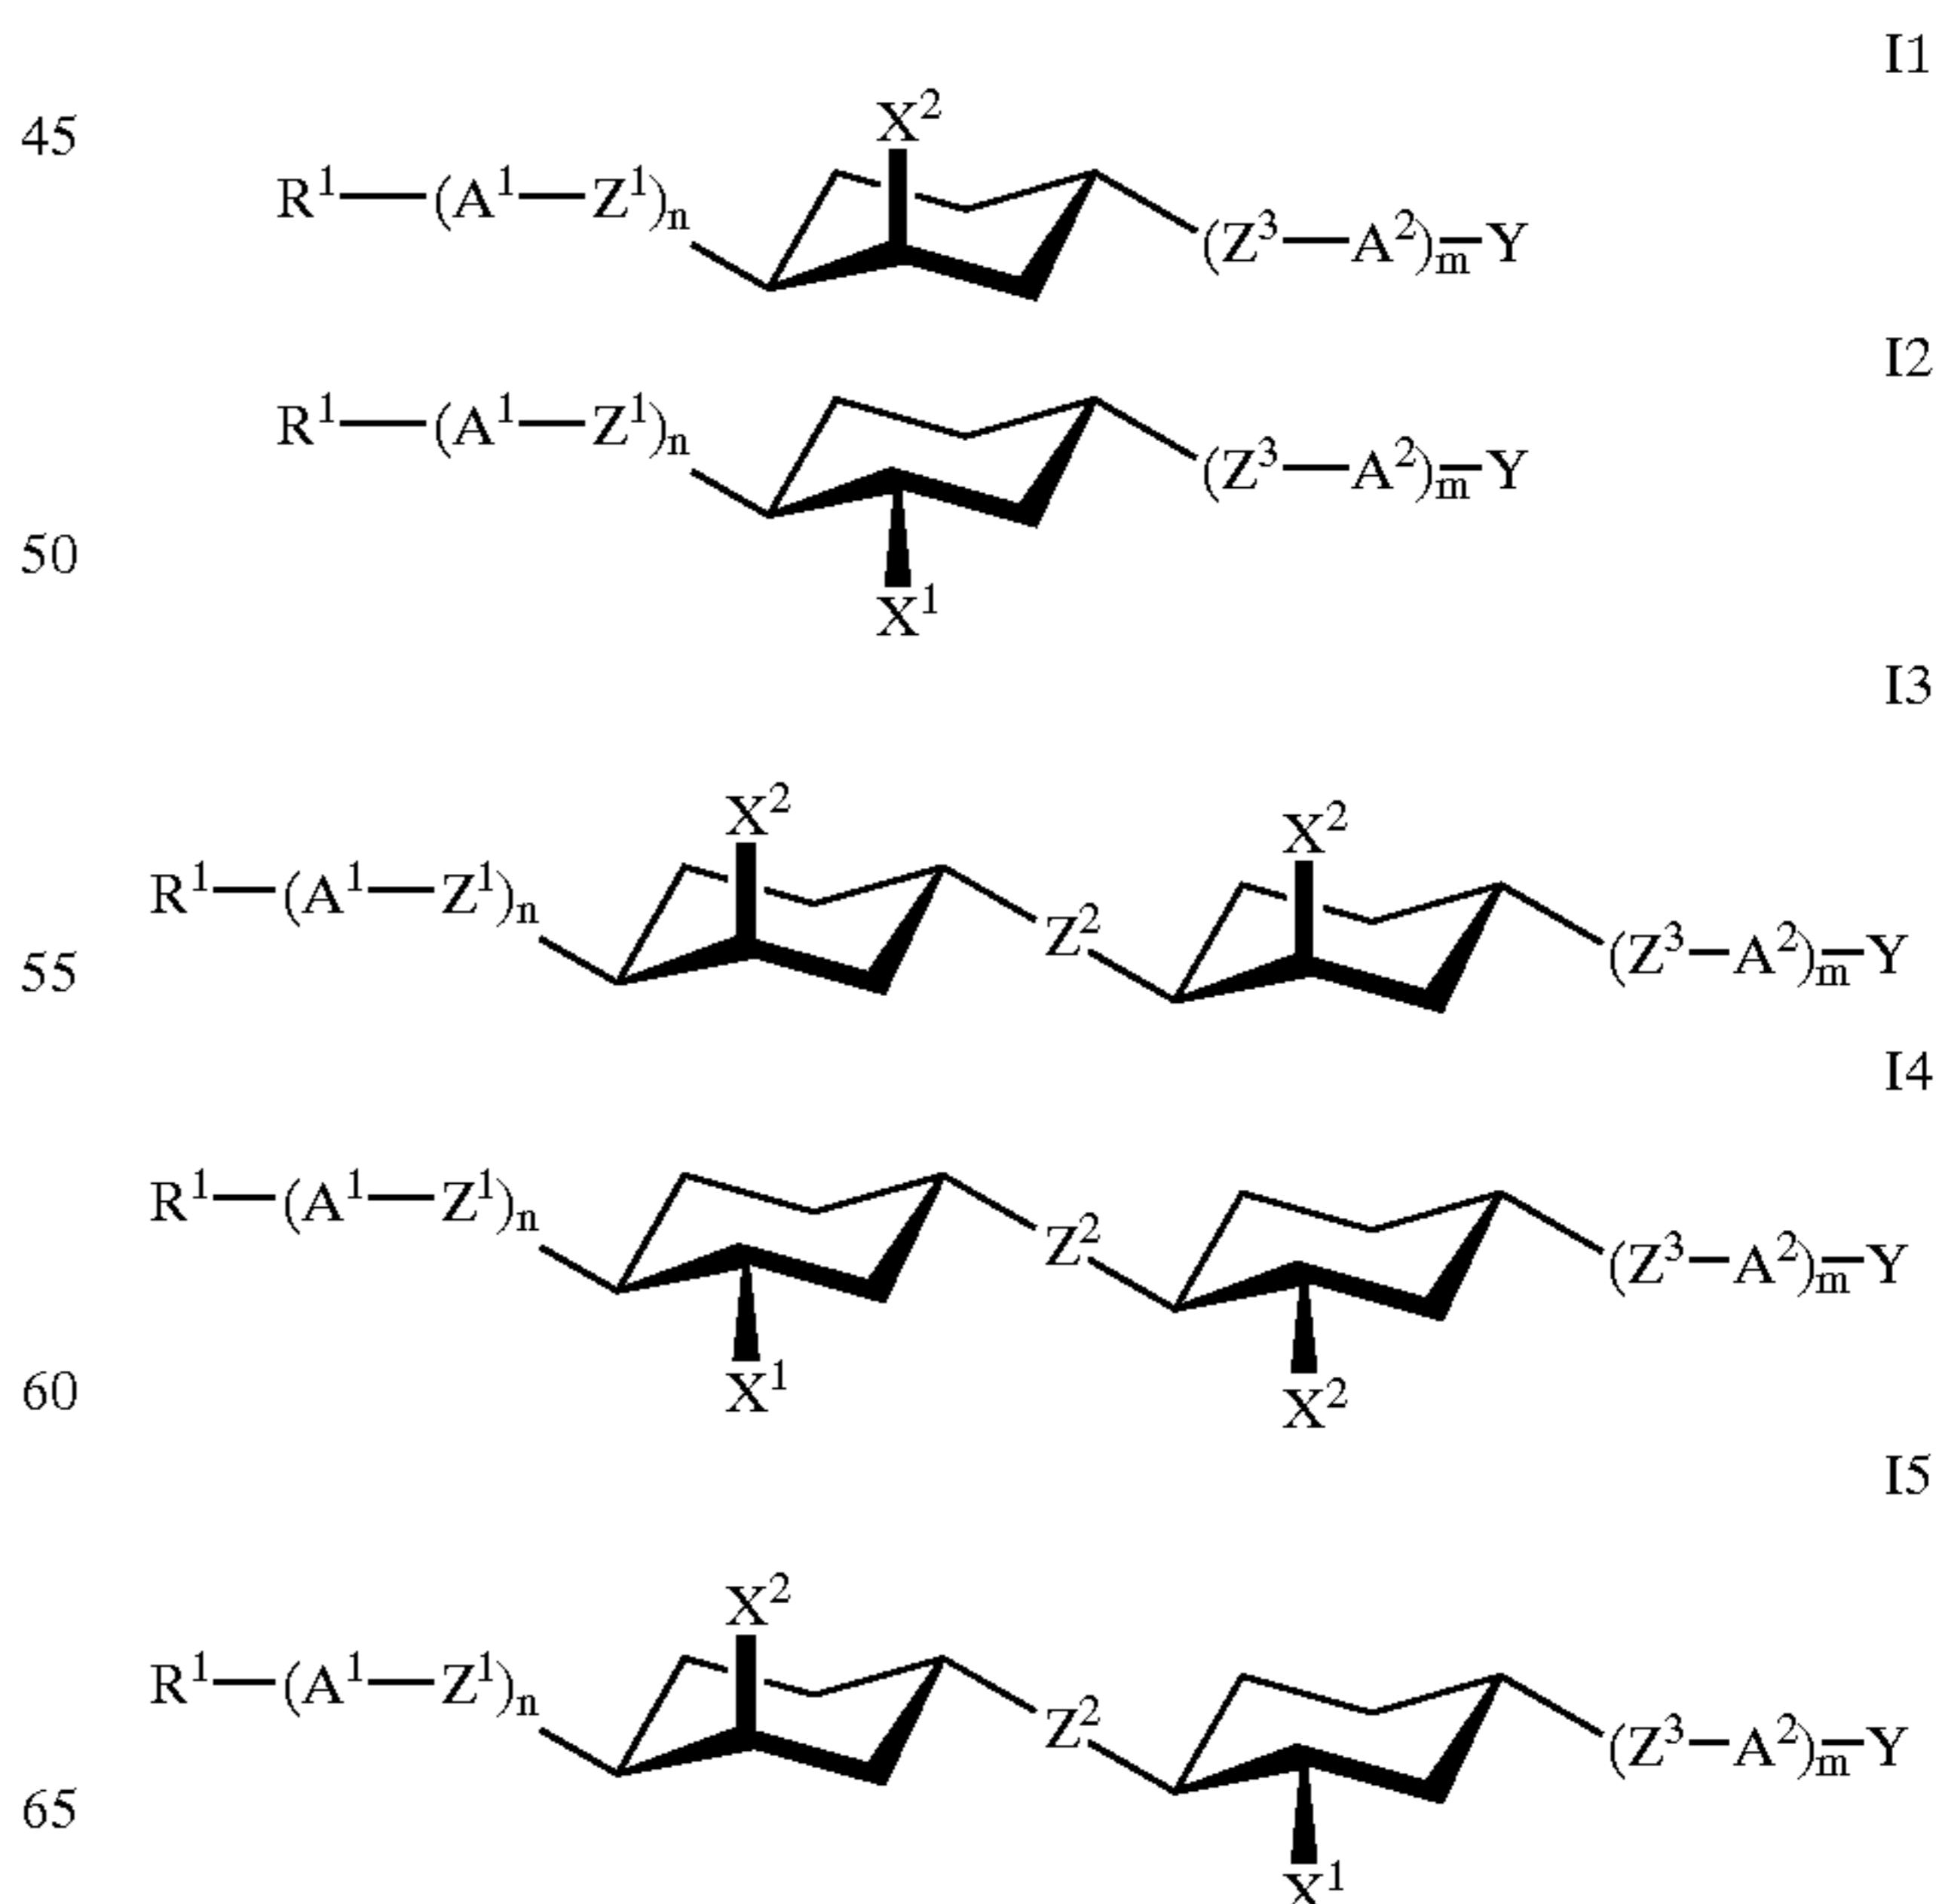 I1
45
X²
R¹—(A¹—Z¹)ₙ (Z³—A²)ₘ—Y
I2
R¹—(A¹—Z¹)ₙ (Z³—A²)ₘ—Y
50
X¹
I3
X² X²
R¹—(A¹—Z¹)ₙ Z² (Z³—A²)ₘ—Y
55
I4
R¹—(A¹—Z¹)ₙ Z² (Z³—A²)ₘ—Y
60
X¹ X²
I5
X²
R¹—(A¹—Z¹)ₙ Z² (Z³—A²)ₘ—Y
65
X¹